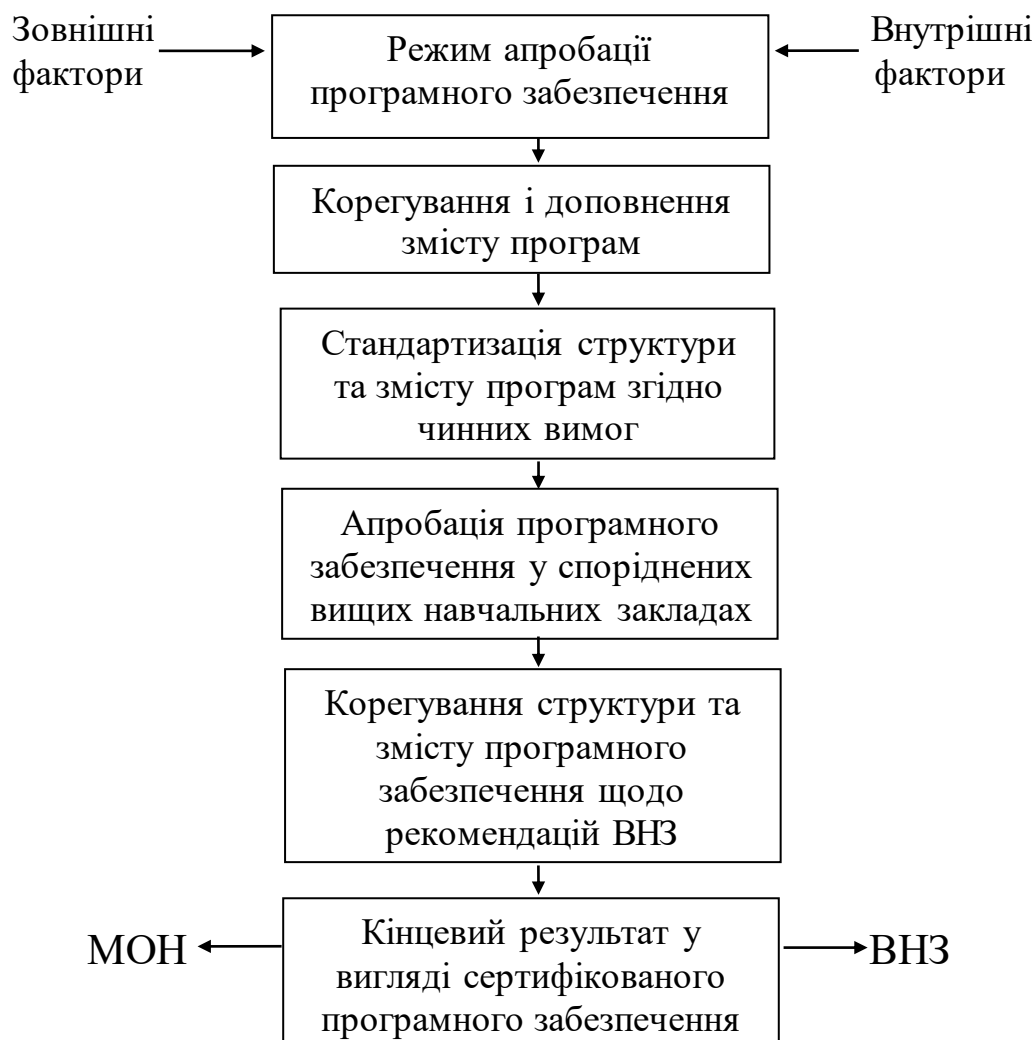 Зовнішні
фактори
Режим апробації
програмного забезпечення
Внутрішні
фактори
Корегування і доповнення
змісту програм
Стандартизація структури
та змісту програм згідно
чинних вимог
Апробація програмного
забезпечення у споріднених
вищих навчальних закладах
Корегування структури та
змісту програмного
забезпечення щодо
рекомендацій ВНЗ
МОН
Кінцевий результат у
вигляді сертифікованого
програмного забезпечення
ВНЗ